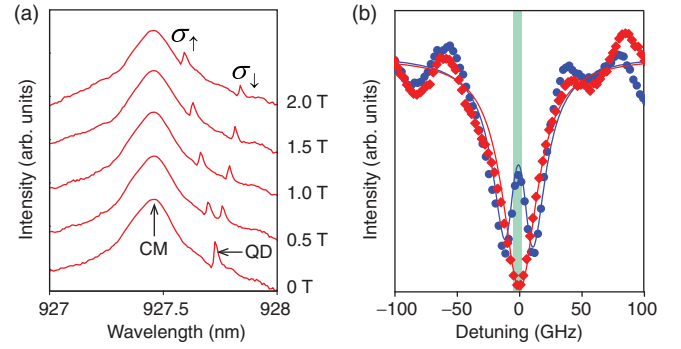 (a)
Intensity (arb. units)
σ↑
σ↓
2.0 T
1.5 T
1.0 T
0.5 T
0 T
CM
QD
927
927.5
928
Wavelength (nm)
(b)
Intensity (arb. units)
−100
−50
0
50
100
Detuning (GHz)